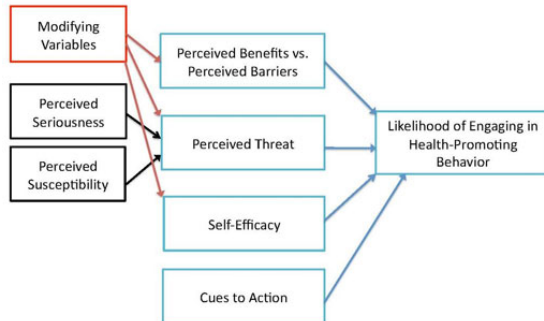 Modifying
Variables
Perceived Benefits vs.
Perceived Barriers
Perceived
Seriousness
Perceived Threat
Likelihood of Engaging in
Health-Promoting
Behavior
Perceived
Susceptibility
Self-Efficacy
Cues to Action